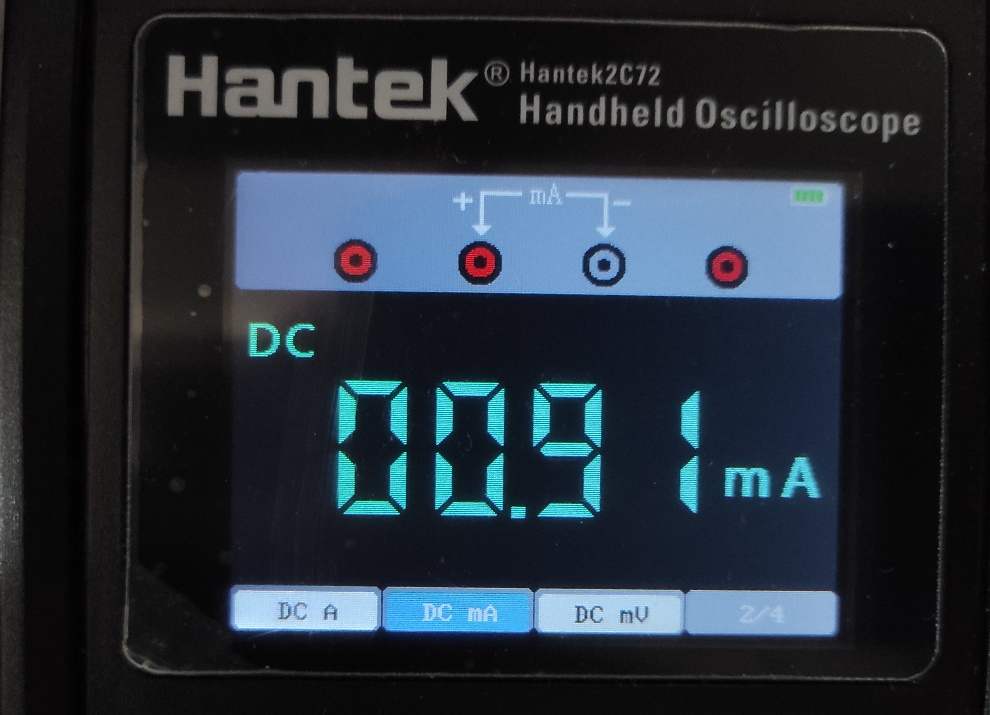 Hantek® Hantek2C72
Handheld Oscilloscope
+ mA −
DC
00.91 mA
DC A DC mA DC mV 2/4